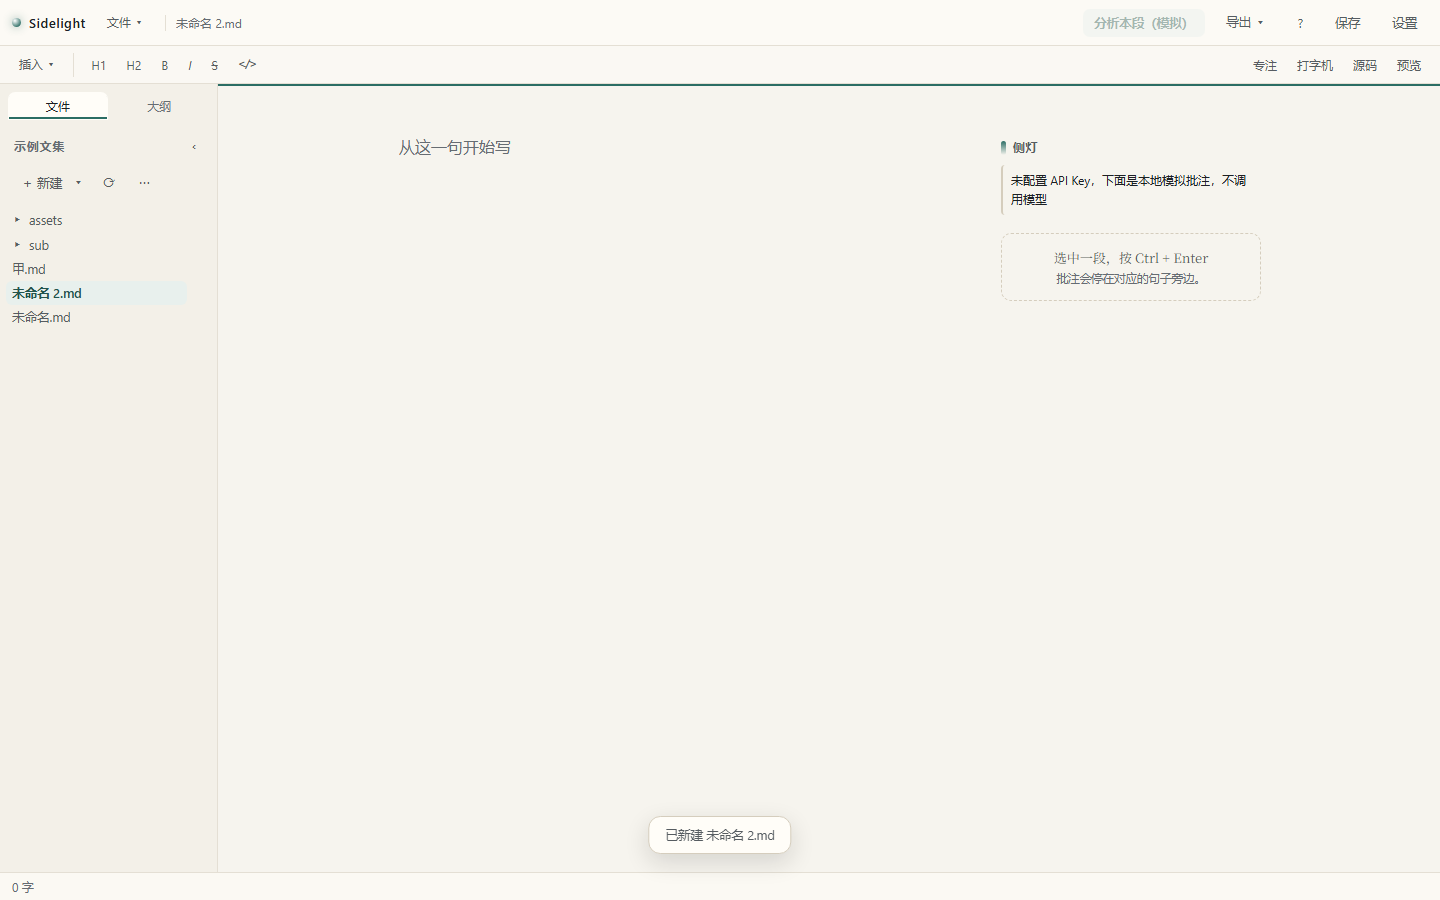 Sidelight 文件 ▾ 未命名 2.md 分析本段（模拟） 导出 ▾ ? 保存 设置
插入 ▾ H1 H2 B I S </> 专注 打字机 源码 预览
文件 大纲
示例文集 ‹
+ 新建 ▾ ⟳ ···
▸ assets
▸ sub
甲.md
未命名 2.md
未命名.md
从这一句开始写
侧灯
未配置 API Key，下面是本地模拟批注，不调
用模型
选中一段，按 Ctrl + Enter
批注会停在对应的句子旁边。
已新建 未命名 2.md
0 字